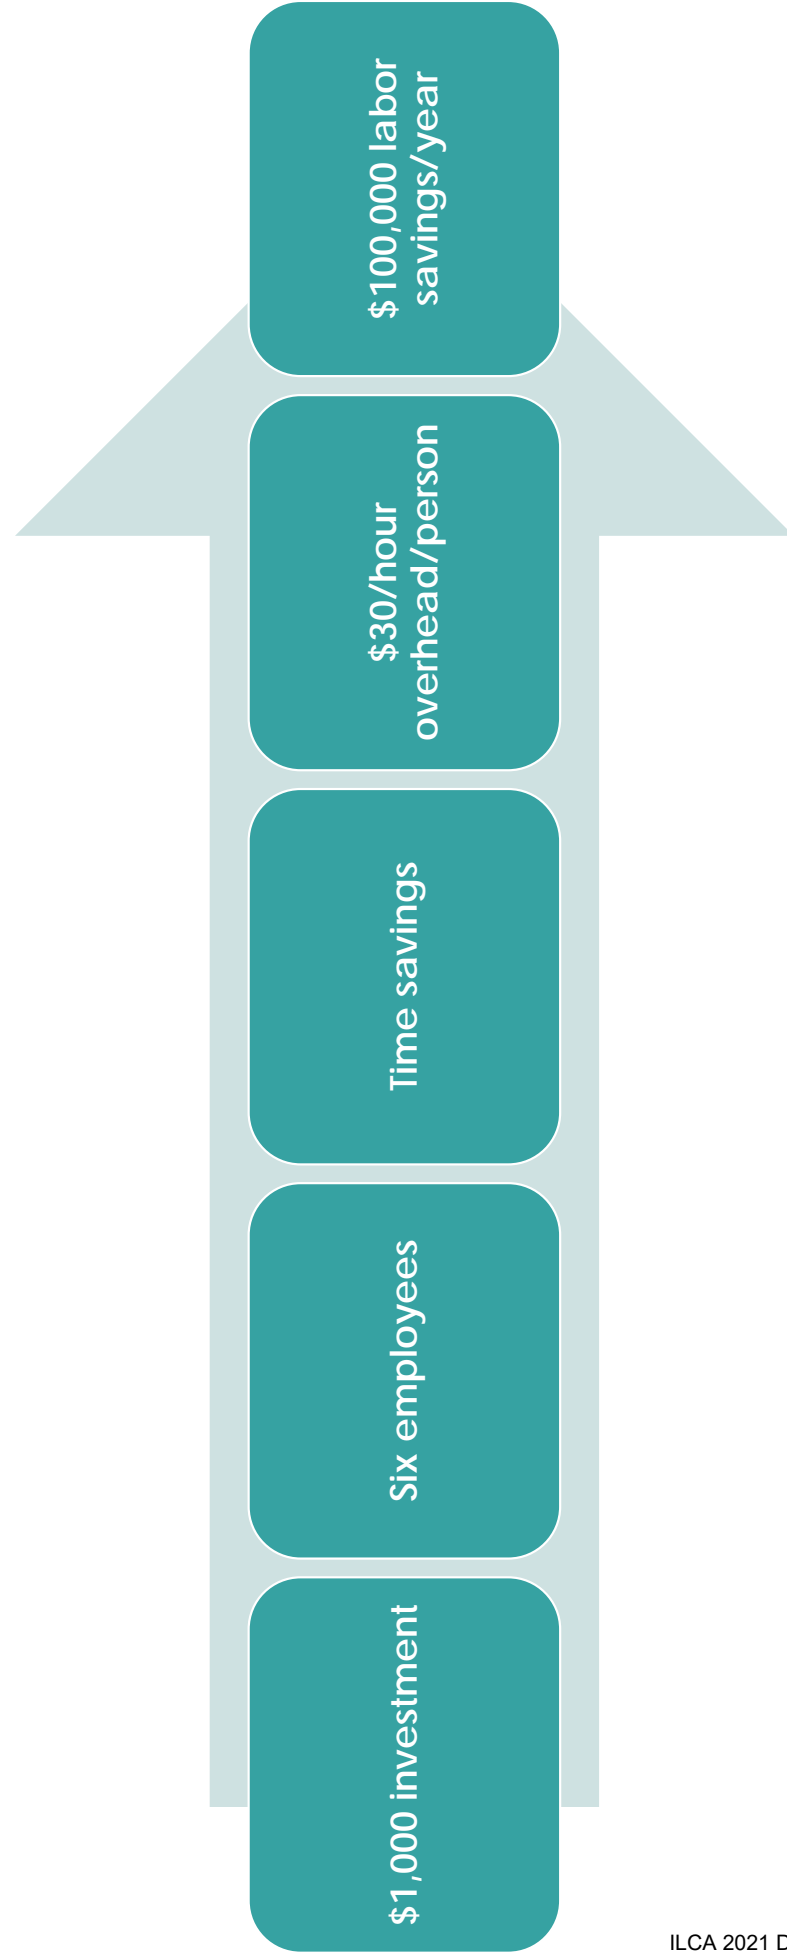 $1,000 investment
Six employees
Time savings
$30/hour
overhead/person
$100,000 labor
savings/year
ILCA 2021 D